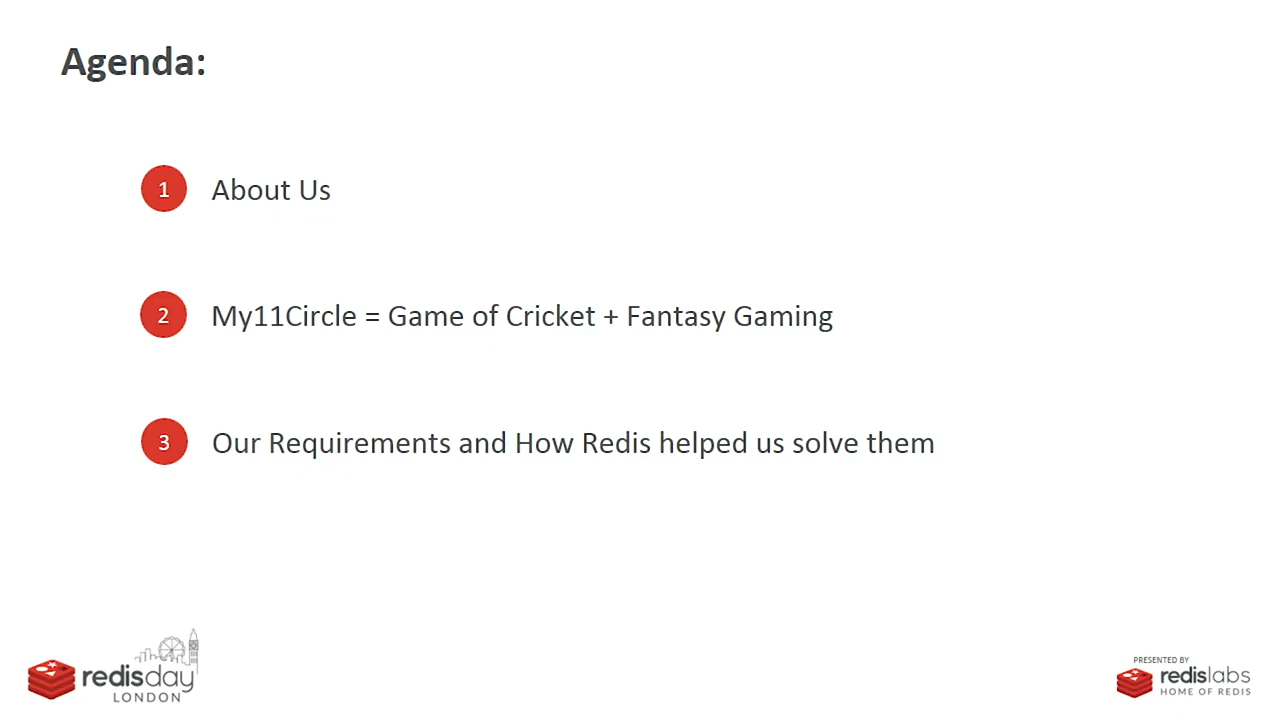 Agenda:
1 About Us
2 My11Circle = Game of Cricket + Fantasy Gaming
3 Our Requirements and How Redis helped us solve them
redisday
LONDON
PRESENTED BY
redislabs
HOME OF REDIS